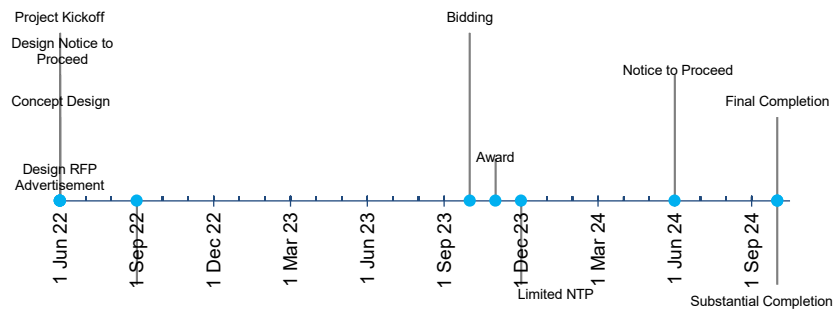 Project Kickoff
Design Notice to
Proceed
Concept Design
Design RFP
Advertisement
Bidding
Award
Notice to Proceed
Final Completion
1 Jun 22
1 Sep 22
1 Dec 22
1 Mar 23
1 Jun 23
1 Sep 23
1 Dec 23
1 Mar 24
1 Jun 24
1 Sep 24
Limited NTP
Substantial Completion